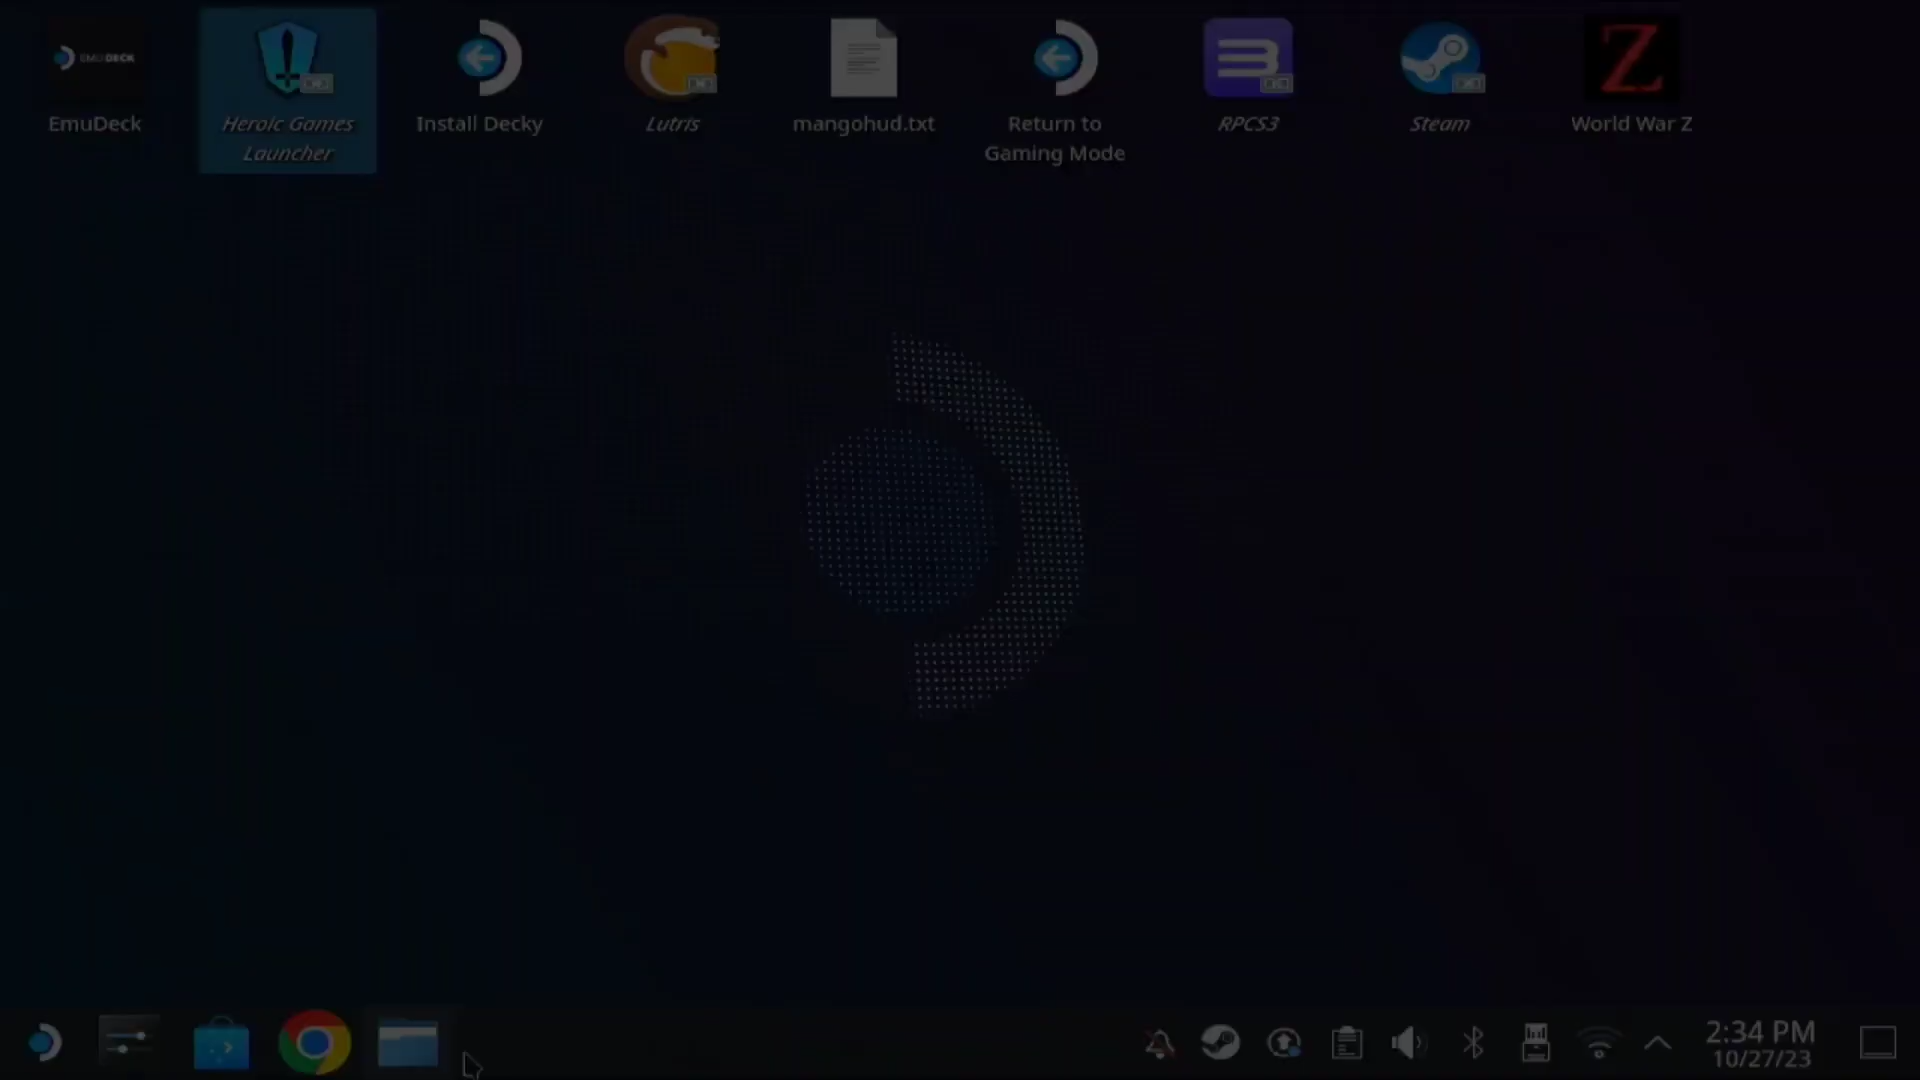 EMUDECK
EmuDeck
Heroic Games
Launcher
Install Decky
Lutris
mangohud.txt
Return to
Gaming Mode
RPCS3
Steam
Z
World War Z
2:34 PM
10/27/23